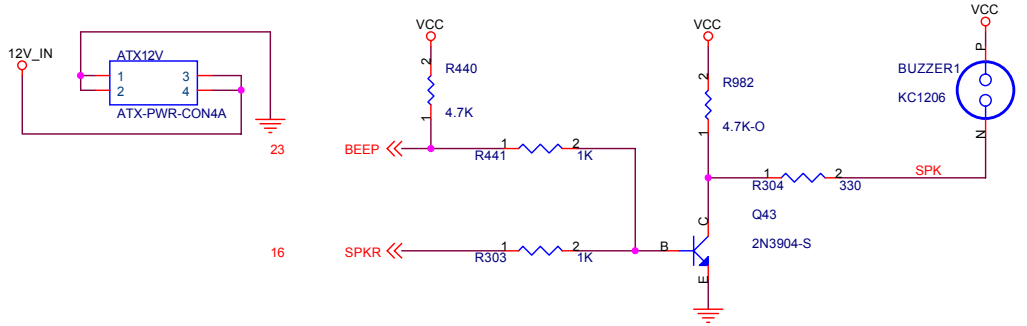 12V_IN
ATX12V
1
2
3
4
ATX-PWR-CON4A
VCC
2
R440
4.7K
1
23
BEEP
1
R441
2
1K
16
SPKR
1
R303
2
1K
VCC
2
R982
4.7K-O
1
B
C
E
Q43
2N3904-S
1
R304
2
330
SPK
VCC
P
BUZZER1
KC1206
N